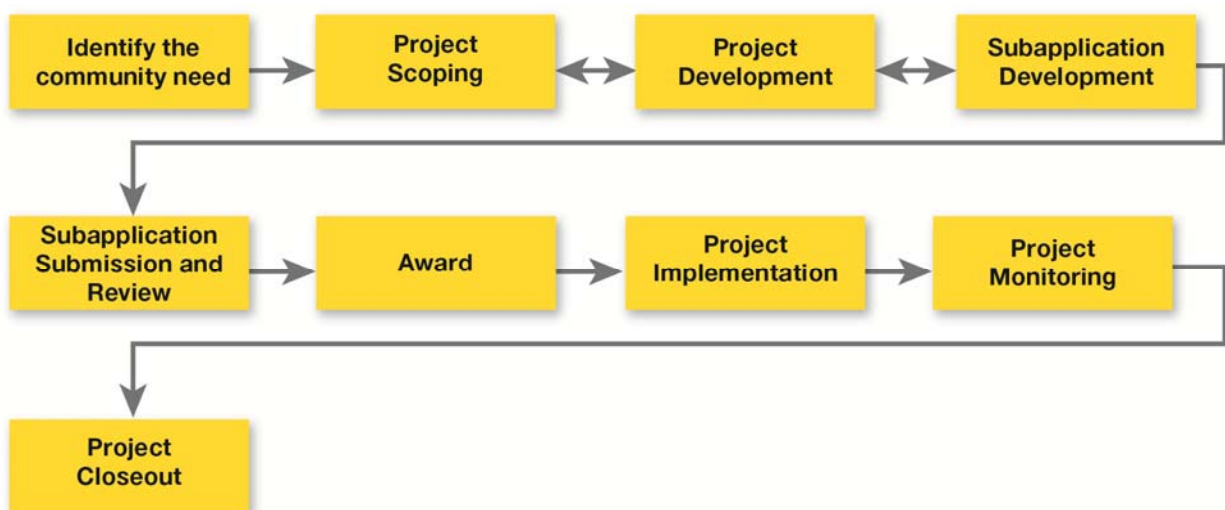 Identify the
community need
Project
Scoping
Project
Development
Subapplication
Development
Subapplication
Submission and
Review
Award
Project
Implementation
Project
Monitoring
Project
Closeout